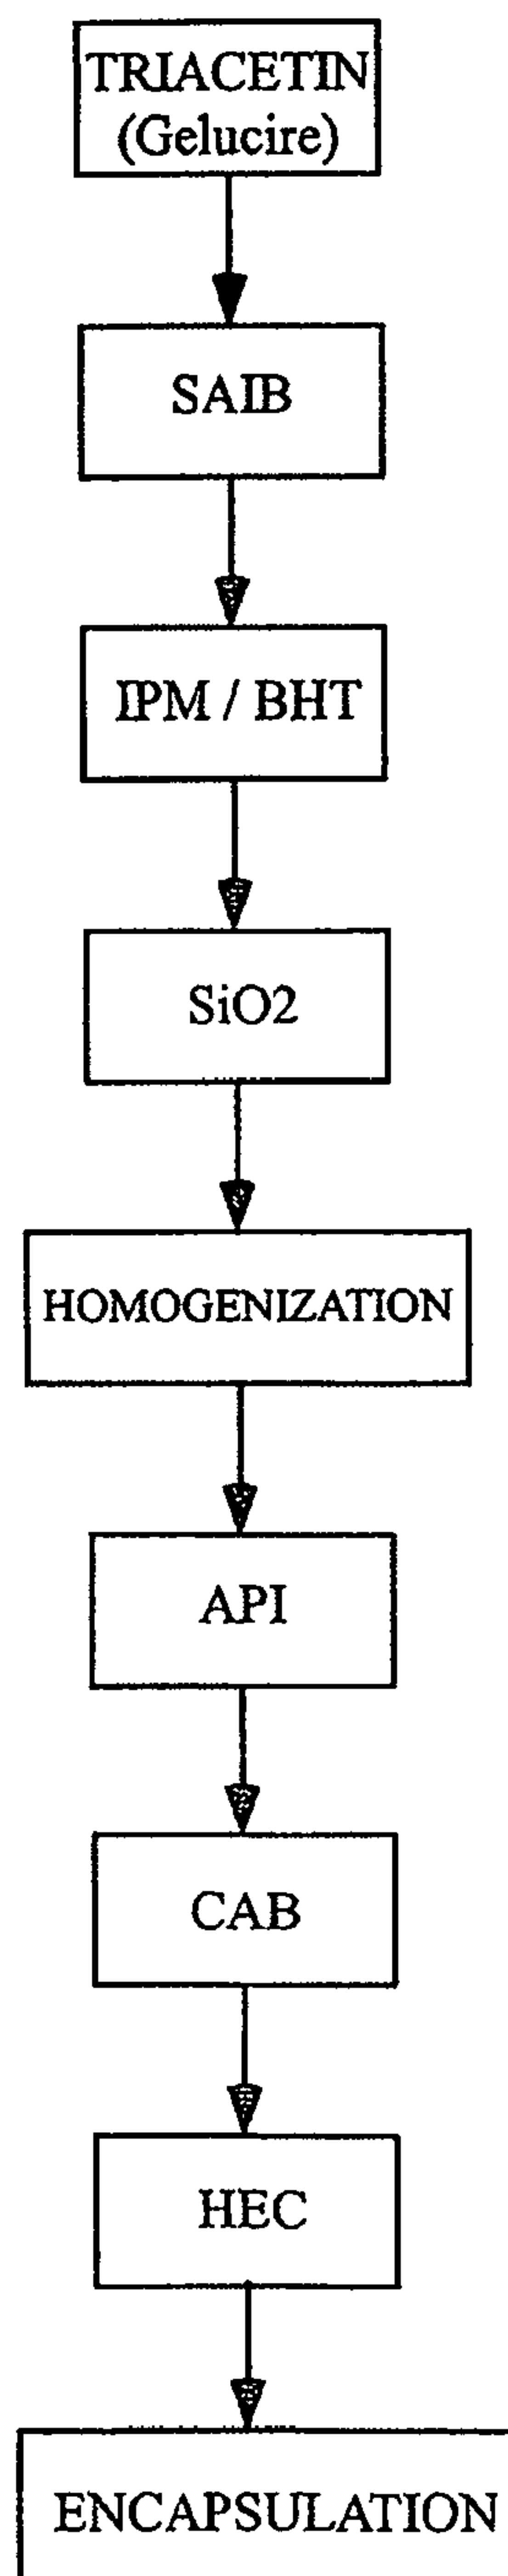 TRIACETIN
(Gelucire)
SAIB
IPM / BHT
SiO2
HOMOGENIZATION
API
CAB
HEC
ENCAPSULATION